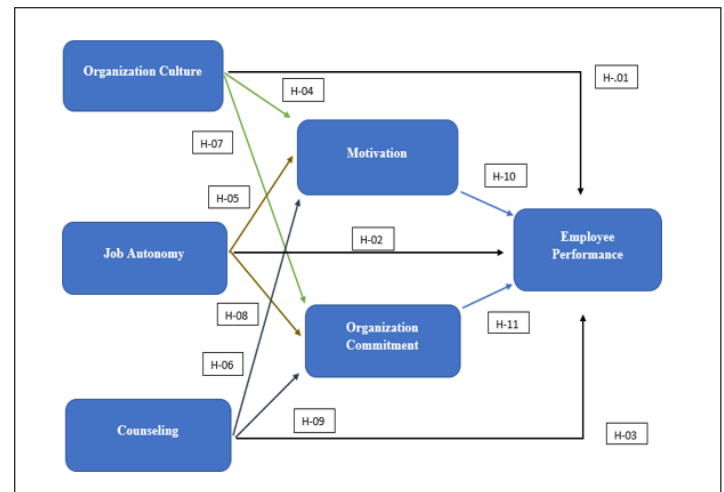 Organization Culture
H-04
H-.01
H-07
Motivation
H-10
H-05
Employee
Performance
H-02
Job Autonomy
H-08
Organization
Commitment
H-11
H-06
Counseling
H-09
H-03